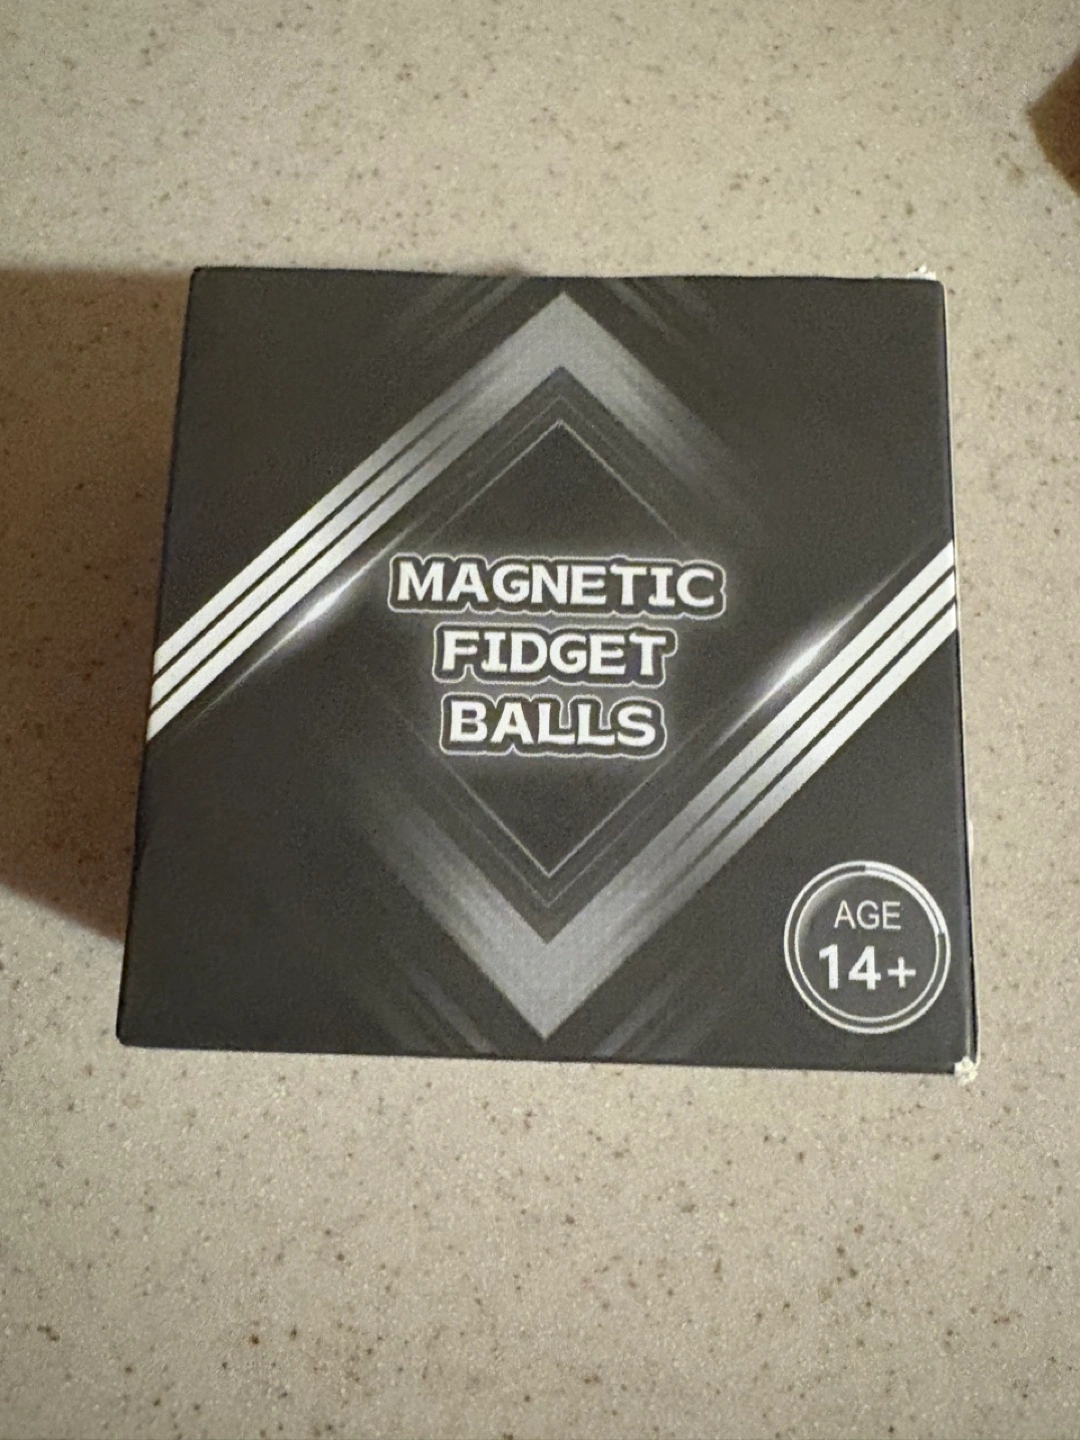 MAGNETIC
FIDGET
BALLS
AGE
14+